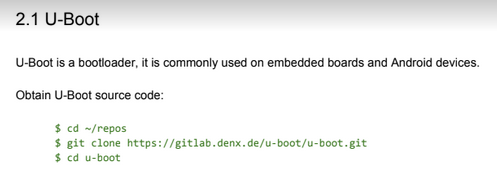 2.1 U-Boot
U-Boot is a bootloader, it is commonly used on embedded boards and Android devices.
Obtain U-Boot source code:
$ cd ~/repos
$ git clone https://gitlab.denx.de/u-boot/u-boot.git
$ cd u-boot